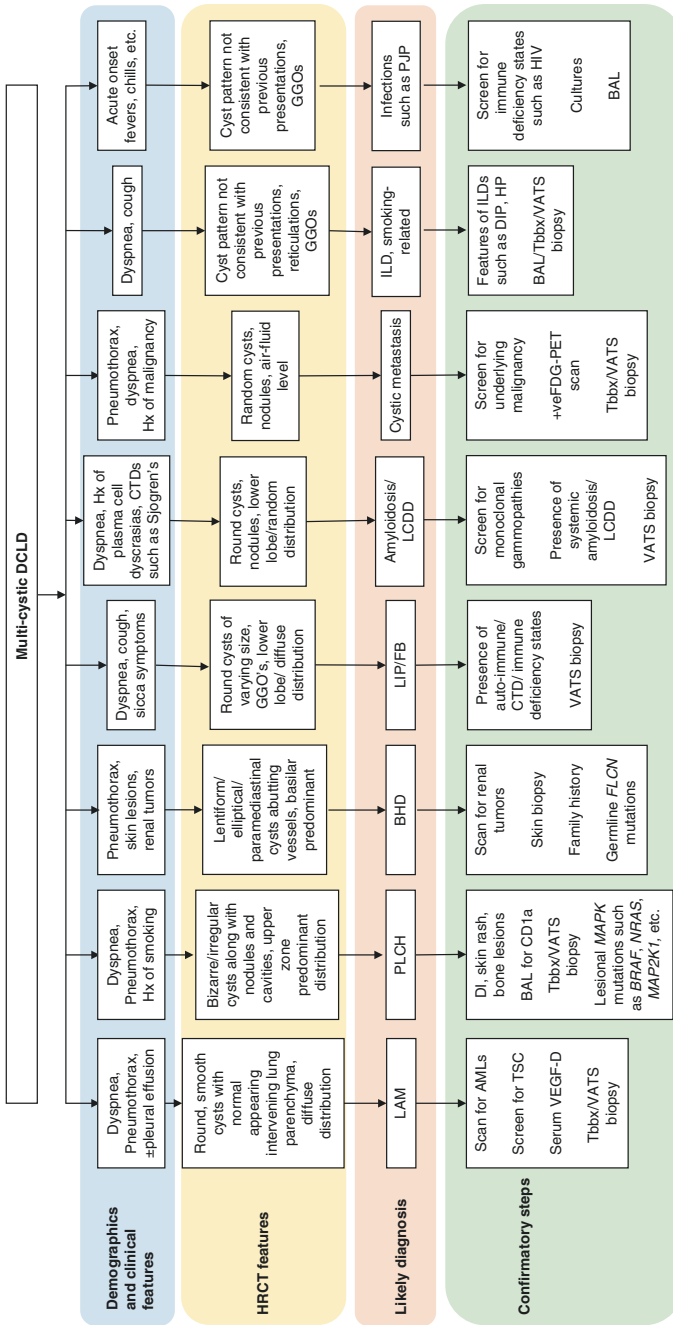 Multi-cystic DCLD
Demographics
and clinical
features
Dyspnea,
Pneumothorax,
±pleural effusion
Dyspnea,
Pneumothorax,
Hx of smoking
Pneumothorax,
skin lesions,
renal tumors
Dyspnea, cough,
sicca symptoms
Dyspnea, Hx of
plasma cell
dyscrasias, CTDs
such as Sjogren's
Pneumothorax,
dyspnea,
Hx of malignancy
Dyspnea, cough
Acute onset
fevers, chills, etc.
HRCT features
Round, smooth
cysts with
normal
appearing
intervening lung
parenchyma,
diffuse
distribution
Bizarre/irregular
cysts along with
nodules and
cavities, upper
zone
predominant
distribution
Lentiform/
elliptical/
paramediastinal
cysts abutting
vessels, basilar
predominant
Round cysts of
varying size,
GGO's, lower
lobe/ diffuse
distribution
Round cysts,
nodules, lower
lobe/random
distribution
Random cysts,
nodules, air-fluid
level
Cyst pattern not
consistent with
previous
presentations,
reticulations,
GGOs
Cyst pattern not
consistent with
previous
presentations,
GGOs
Likely diagnosis
LAM
PLCH
BHD
LIP/FB
Amyloidosis/
LCDD
Cystic metastasis
ILD, smoking-
related
Infections
such as PJP
Confirmatory steps
Scan for AMLs
Screen for TSC
Serum VEGF-D
Tbbx/VATS
biopsy
DI, skin rash,
bone lesions
BAL for CD1a
Tbbx/VATS
biopsy
Lesional MAPK
mutations such
as BRAF, NRAS,
MAP2K1, etc.
Scan for renal
tumors
Skin biopsy
Family history
Germline FLCN
mutations
Presence of
auto-immune/
CTD/ immune
deficiency states
VATS biopsy
Screen for
monoclonal
gammopathies
Presence of
systemic
amyloidosis/
LCDD
VATS biopsy
Screen for
underlying
malignancy
+veFDG-PET
scan
Tbbx/VATS
biopsy
Features of ILDs
such as DIP, HP
BAL/Tbbx/VATS
biopsy
Screen for
immune
deficiency states
such as HIV
Cultures
BAL